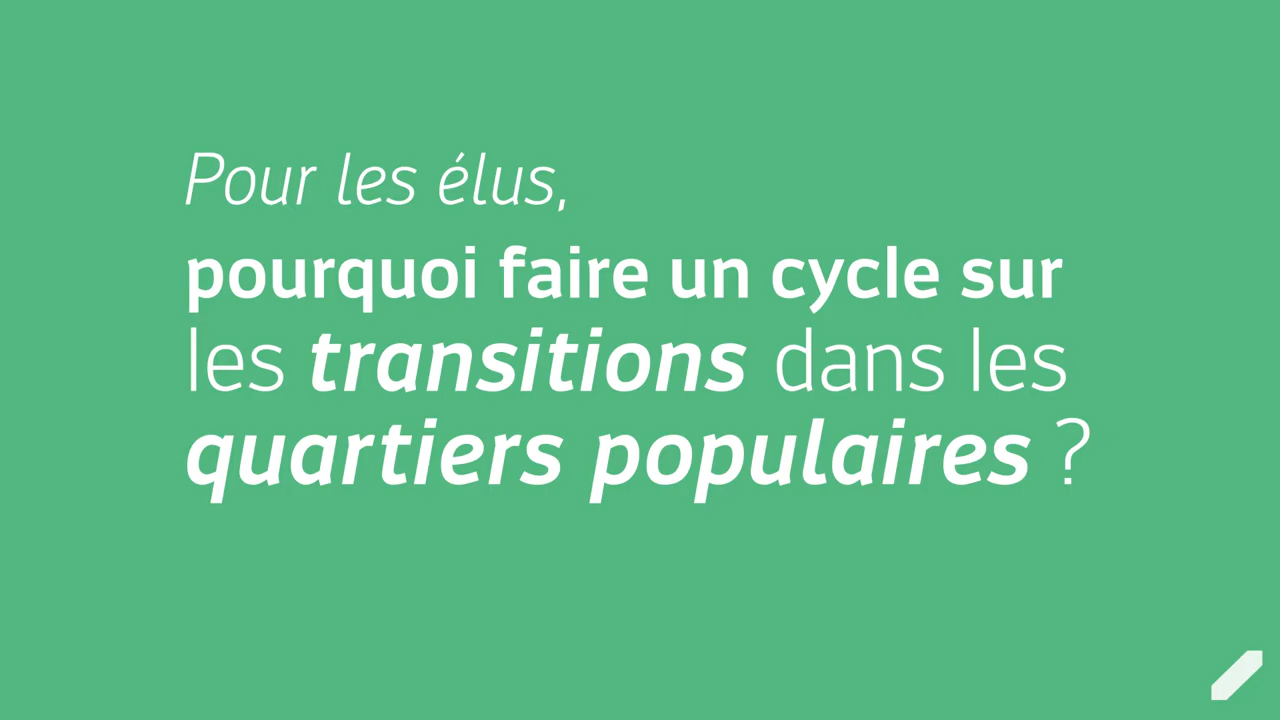 Pour les élus,
pourquoi faire un cycle sur
les transitions dans les
quartiers populaires ?